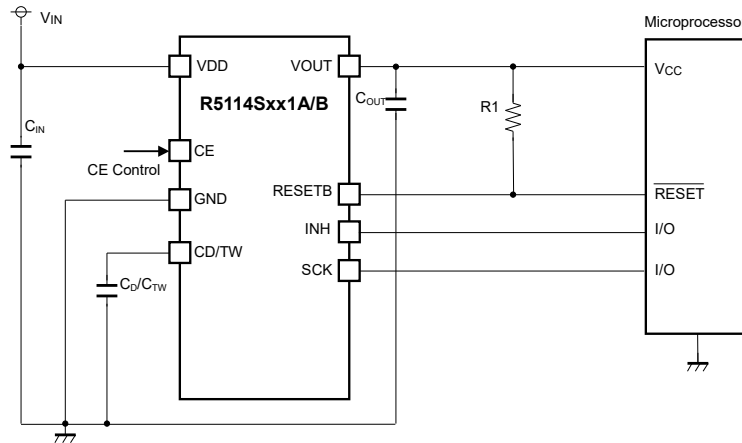 VIN
Microprocesso
VDD
VOUT
VCC
R5114Sxx1A/B
COUT
R1
CIN
CE
CE Control
RESETB
RESET
GND
INH
I/O
CD/TW
SCK
I/O
CD/CTW